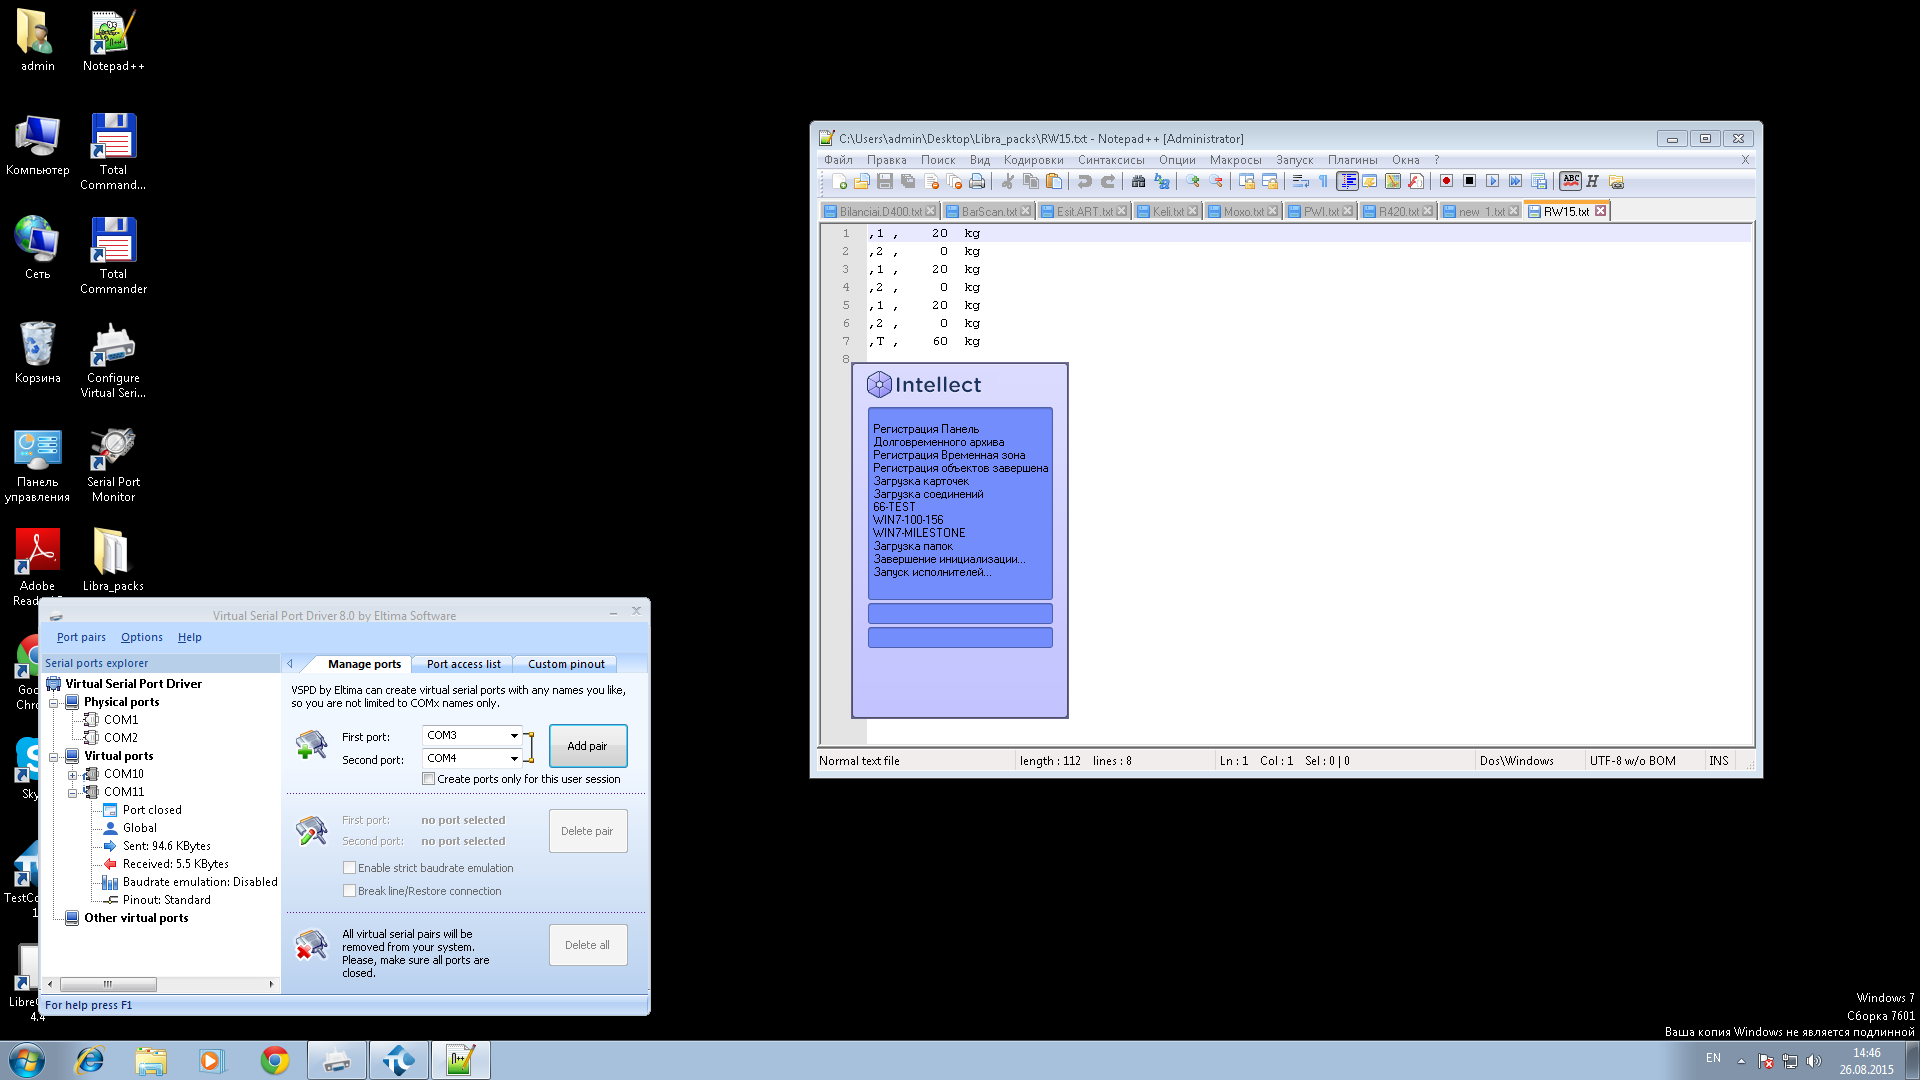 admin
Notepad++
Компьютер
Total
Command...
Сеть
Total
Commander
Корзина
Configure
Virtual Seri...
Панель
управления
Serial Port
Monitor
Adobe
Libra_packs
C:\Users\admin\Desktop\Libra_packs\RW15.txt - Notepad++ [Administrator]
Файл Правка Поиск Вид Кодировки Синтаксисы Опции Макросы Запуск Плагины Окна ? X
Bilanciai.D400.txt BarScan.txt Esit.ART.txt Keli.txt Moxo.txt PWI.txt R420.txt new 1.txt RW15.txt
1 ,1 , 20 kg
2 ,2 , 0 kg
3 ,1 , 20 kg
4 ,2 , 0 kg
5 ,1 , 20 kg
6 ,2 , 0 kg
7 ,T , 60 kg
8
Intellect
Регистрация Панель
Долговременного архива
Регистрация Временная зона
Регистрация объектов завершена
Загрузка карточек
Загрузка соединений
66-TEST
WIN7-100-156
WIN7-MILESTONE
Загрузка папок
Завершение инициализации...
Запуск исполнителей...
Normal text file length : 112 lines : 8 Ln : 1 Col : 1 Sel : 0 | 0 Dos\Windows UTF-8 w/o BOM INS
Virtual Serial Port Driver 8.0 by Eltima Software
Port pairs Options Help
Serial ports explorer
Virtual Serial Port Driver
Physical ports
COM1
COM2
Virtual ports
COM10
COM11
Port closed
Global
Sent: 94.6 KBytes
Received: 5.5 KBytes
Baudrate emulation: Disabled
Pinout: Standard
Other virtual ports
Manage ports Port access list Custom pinout
VSPD by Eltima can create virtual serial ports with any names you like,
so you are not limited to COMx names only.
First port: COM3
Second port: COM4
Add pair
Create ports only for this user session
First port: no port selected
Second port: no port selected
Delete pair
Enable strict baudrate emulation
Break line/Restore connection
All virtual serial pairs will be
removed from your system.
Please, make sure all ports are
closed.
Delete all
For help press F1
4.4
Windows 7
Сборка 7601
Ваша копия Windows не является подлинной
EN
14:46
26.08.2015